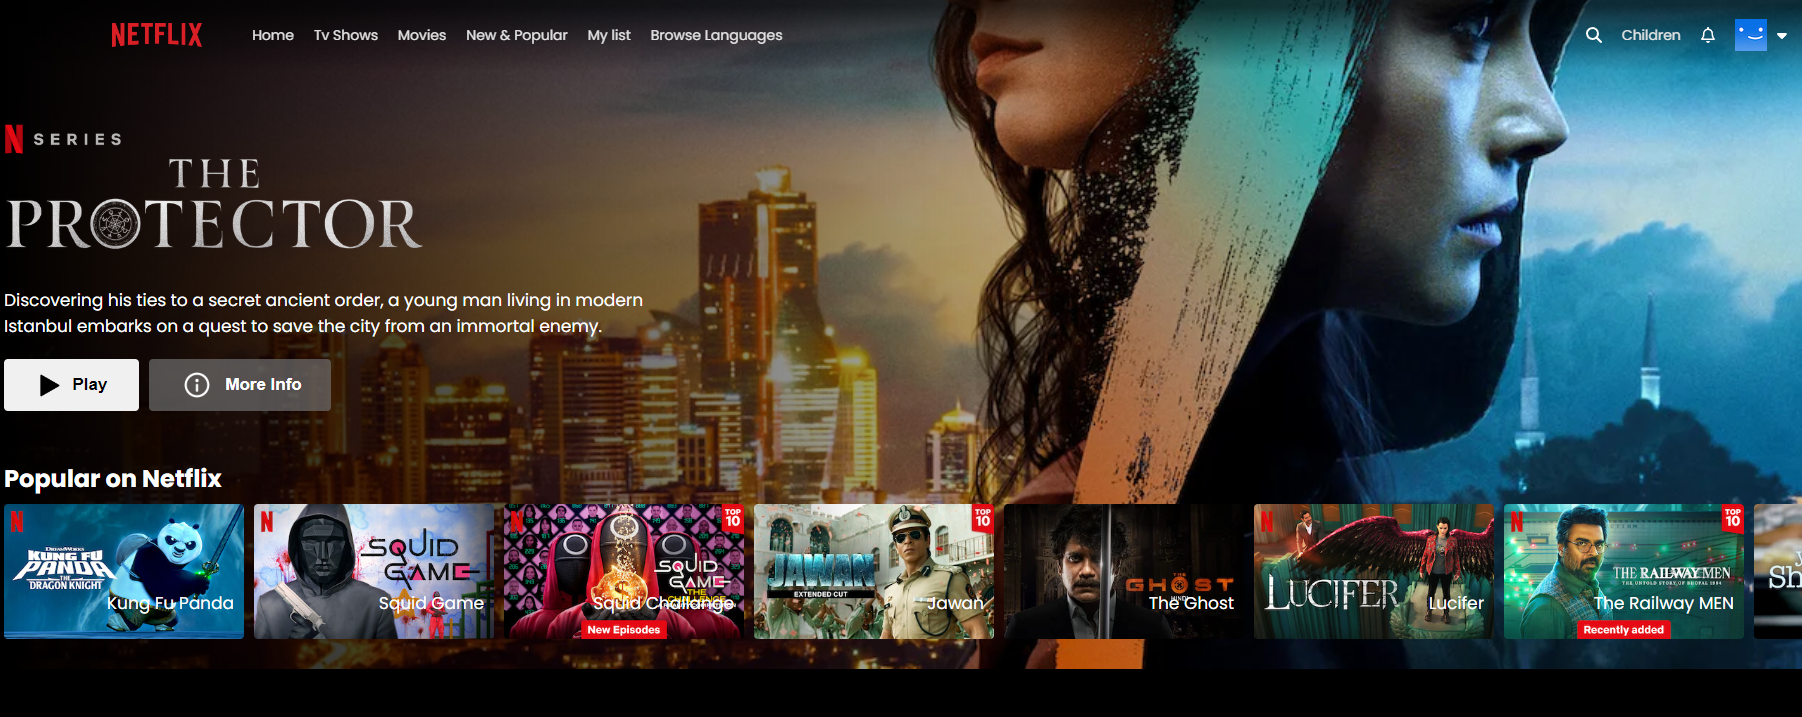 NETFLIX Home Tv Shows Movies New & Popular My list Browse Languages Children
N SERIES
THE
PROTECTOR
Discovering his ties to a secret ancient order, a young man living in modern
Istanbul embarks on a quest to save the city from an immortal enemy.
Play More Info
Popular on Netflix
N
DREAMWORKS
KUNG FU
PANDA
THE
DRAGON KNIGHT
Kung Fu Panda
N
SQUID
GAME
Squid Game
N
TOP
10
SQUID
GAME
THE
CHALLENGE
Squid Challange
New Episodes
TOP
10
JAWAN
EXTENDED CUT
Jawan
THE
GHOST
HINDI
The Ghost
N
LUCIFER
Lucifer
N
TOP
10
THE RAILWAY MEN
THE UNTOLD STORY OF BHOPAL 1984
The Railway MEN
Recently added
Sh